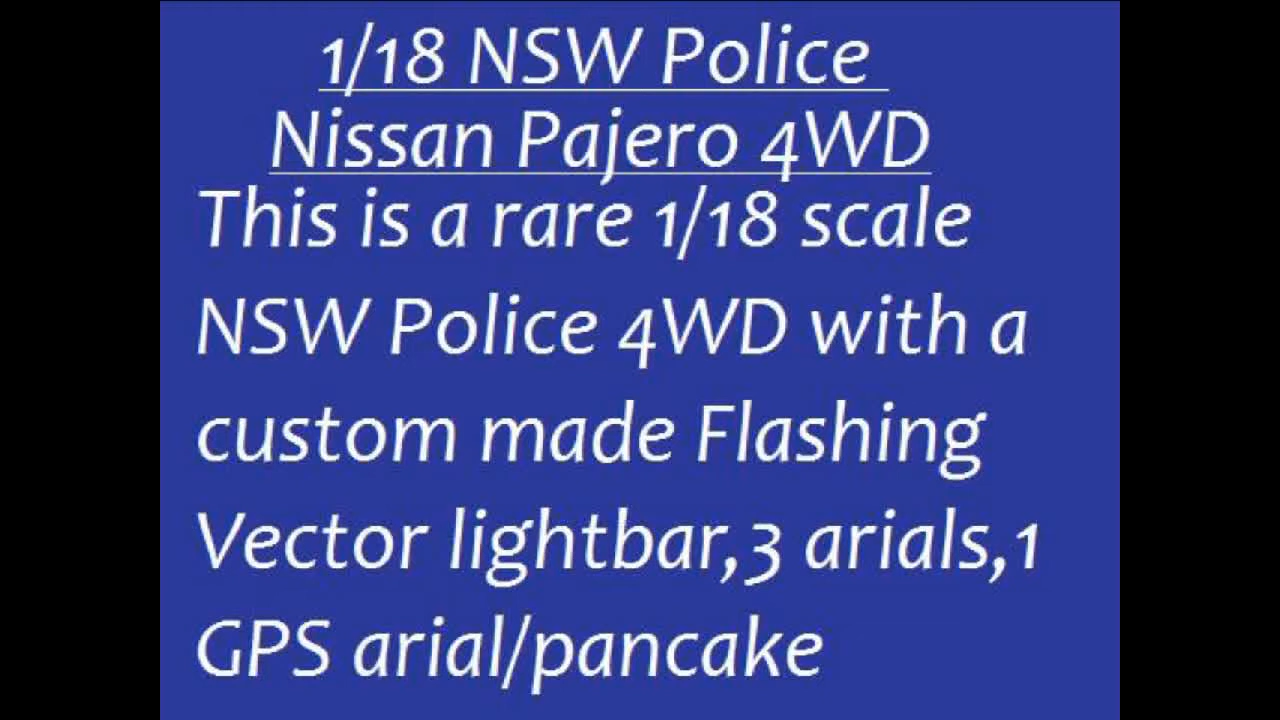 1/18 NSW Police
Nissan Pajero 4WD
This is a rare 1/18 scale
NSW Police 4WD with a
custom made Flashing
Vector lightbar,3 arials,1
GPS arial/pancake